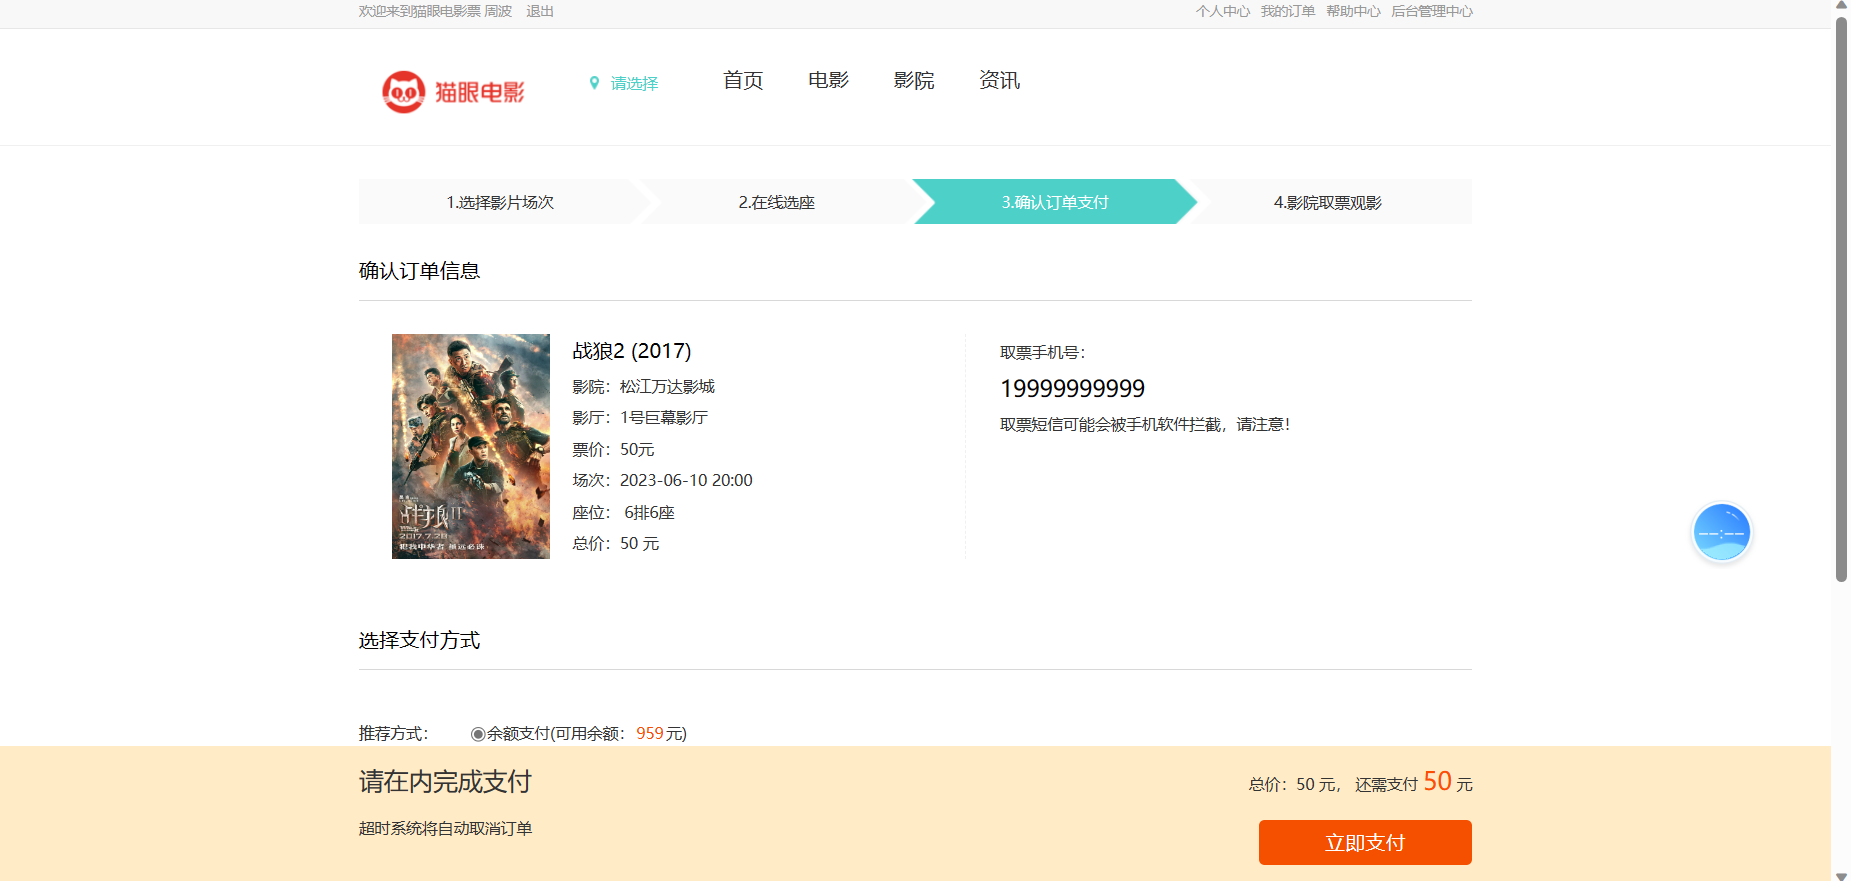 欢迎来到猫眼电影票 周波 退出
个人中心 我的订单 帮助中心 后台管理中心
猫眼电影
请选择
首页 电影 影院 资讯
1.选择影片场次
2.在线选座
3.确认订单支付
4.影院取票观影
确认订单信息
战狼II
2017.7.28
犯我中华者 虽远必诛
战狼2 (2017)
影院：松江万达影城
影厅：1号巨幕影厅
票价：50元
场次：2023-06-10 20:00
座位： 6排6座
总价：50 元
取票手机号：
19999999999
取票短信可能会被手机软件拦截，请注意！
选择支付方式
推荐方式：
余额支付(可用余额：959元)
请在内完成支付
超时系统将自动取消订单
总价：50 元， 还需支付 50 元
立即支付